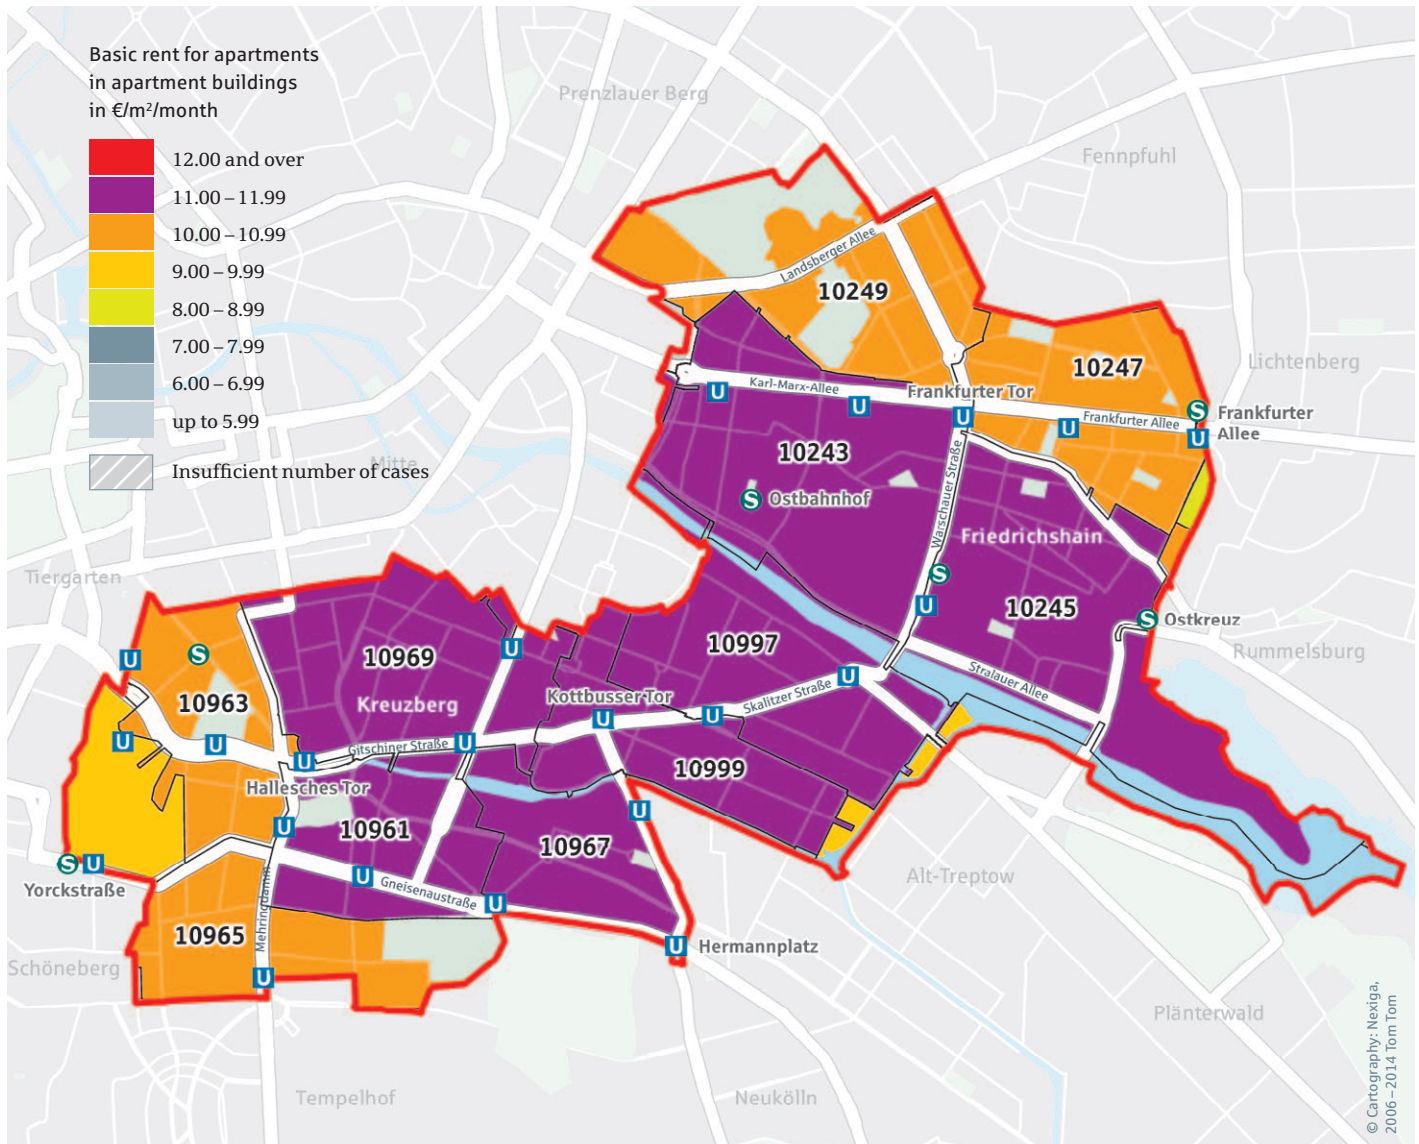 Basic rent for apartments
in apartment buildings
in €/m²/month
12.00 and over
11.00 – 11.99
10.00 – 10.99
9.00 – 9.99
8.00 – 8.99
7.00 – 7.99
6.00 – 6.99
up to 5.99
Insufficient number of cases
Mitte
Prenzlauer Berg
Fennpfuhl
Landsberger Allee
10249
Lichtenberg
10247
Karl-Marx-Allee
Frankfurter Tor
U
U
U
U
Frankfurter Allee
S
U
Frankfurter
Allee
10243
S
Ostbahnhof
Warschauer Straße
Friedrichshain
S
U
10245
S
Ostkreuz
Rummelsburg
Stralauer Allee
Tiergarten
U
S
10963
U
U
10969
Kreuzberg
U
10997
Kottbusser Tor
U
U
Skalitzer Straße
U
Gitschiner Straße
U
U
Hallesches Tor
10999
U
U
10961
10967
S
U
Yorckstraße
U
Gneisenaustraße
U
Alt-Treptow
Mehringdamm
10965
U
Schöneberg
U
Hermannplatz
Plänterwald
Tempelhof
Neukölln
© Cartography: Nexiga,
2006 – 2014 Tom Tom